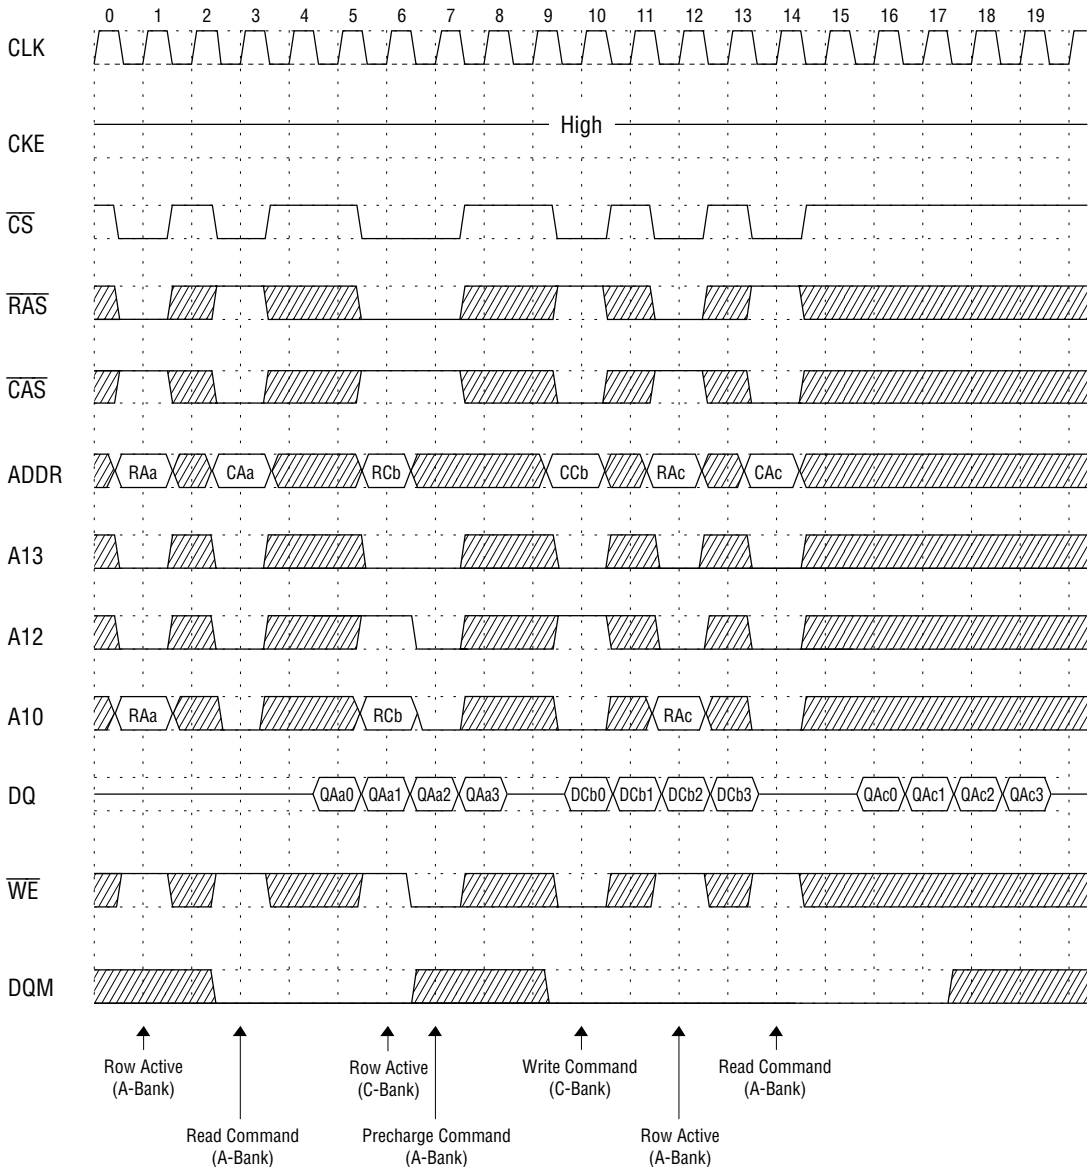 0 1 2 3 4 5 6 7 8 9 10 11 12 13 14 15 16 17 18 19
CLK
High
CKE
CS
RAS
CAS
ADDR RAa CAa RCb CCb RAc CAc
A13
A12
A10 RAa RCb RAc
DQ QAa0 QAa1 QAa2 QAa3 DCb0 DCb1 DCb2 DCb3 QAc0 QAc1 QAc2 QAc3
WE
DQM
Row Active Row Active Write Command Read Command
(A-Bank) (C-Bank) (C-Bank) (A-Bank)
Read Command Precharge Command Row Active
(A-Bank) (A-Bank) (A-Bank)